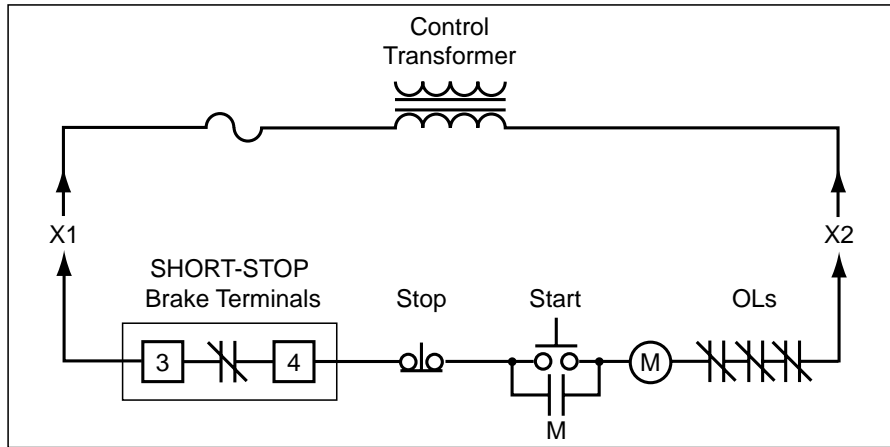 Control
Transformer
X1
X2
SHORT-STOP
Brake Terminals
Stop
Start
OLs
3
4
M
M